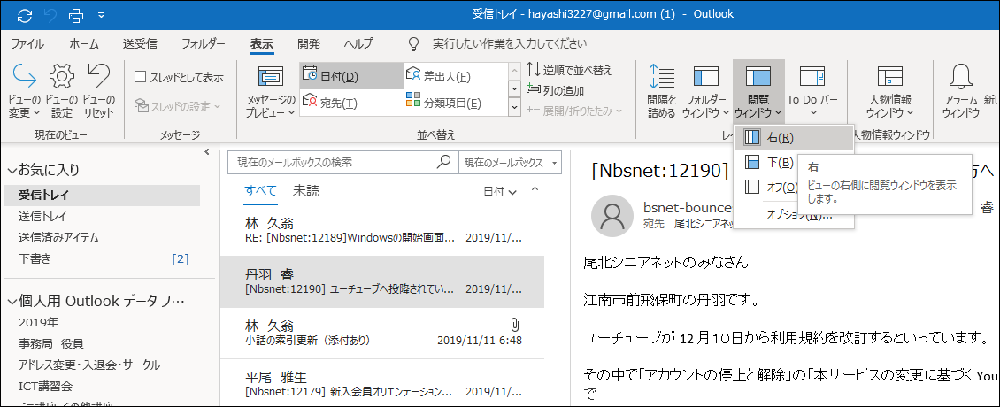 受信トレイ - hayashi3227@gmail.com (1) - Outlook
ファイル ホーム 送受信 フォルダー 表示 開発 ヘルプ 実行したい作業を入力してください
ビューの変更 ビューの設定 ビューのリセット
現在のビュー
スレッドとして表示
スレッドの設定
メッセージ
メッセージのプレビュー
日付(D) 差出人(E)
宛先(T) 分類項目(E)
逆順で並べ替え
列の追加
展開/折りたたみ
並べ替え
間隔を詰める フォルダーウィンドウ 閲覧ウィンドウ To Do バー
人物情報ウィンドウ
人物情報ウィンドウ
アラームウィンドウ
右(R)
下(B)
オフ(O)
オプション(N)...
右
ビューの右側に閲覧ウィンドウを表示
します。
お気に入り
受信トレイ
送信トレイ
送信済みアイテム
下書き [2]
個人用 Outlook データ フ...
2019年
事務局 役員
アドレス変更・入退会・サークル
ICT講習会
現在のメールボックスの検索 現在のメールボックス
すべて 未読 日付
林 久翁
RE: [Nbsnet:12189]Windowsの開始画面... 2019/11/...
丹羽 睿
[Nbsnet:12190] ユーチューブへ投降されてい... 2019/11/...
林 久翁
小話の索引更新（添付あり） 2019/11/11 6:48
平尾 雅生
[Nbsnet:12179] 新入会員オリエンテーション... 2019/11/...
[Nbsnet:12190] 方へ
bsnet-bounces 睿
宛先 尾北シニアネッ
尾北シニアネットのみなさん
江南市前飛保町の丹羽です。
ユーチューブが 12 月１０日から利用規約を改訂するといっています。
その中で「アカウントの停止と解除」の「本サービスの変更に基づく You
で